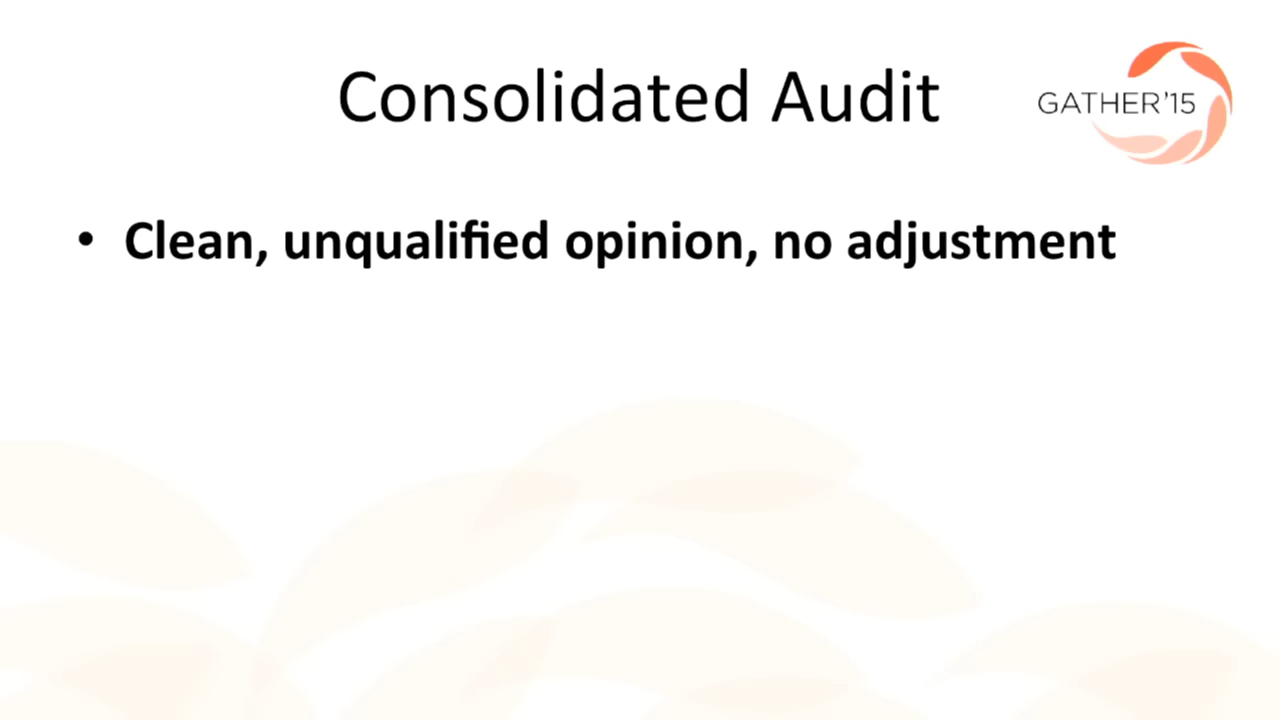 Consolidated Audit
GATHER'15
• Clean, unqualified opinion, no adjustment